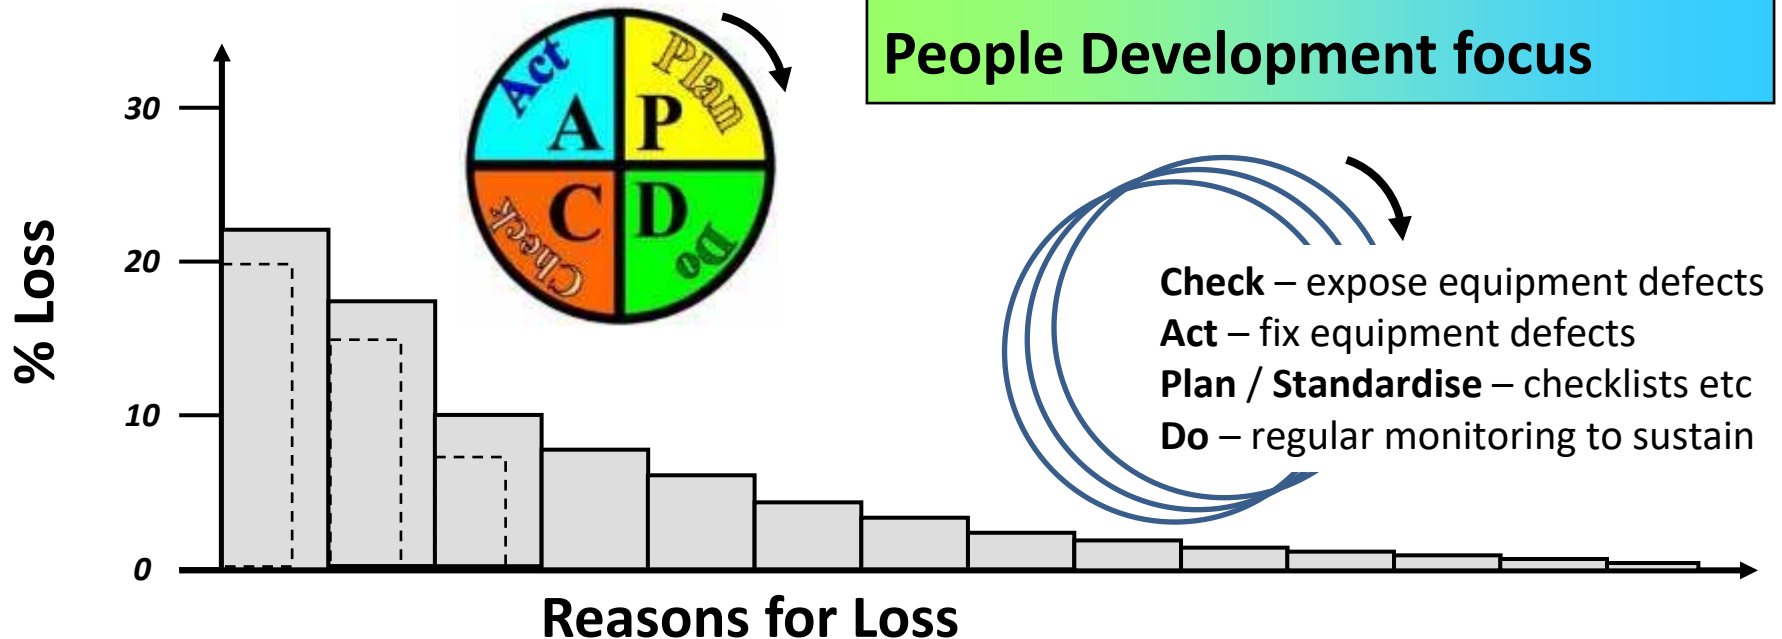 People Development focus
Act
Plan
A
P
C
D
Check
Do
30
20
10
0
% Loss
Reasons for Loss
Check – expose equipment defects
Act – fix equipment defects
Plan / Standardise – checklists etc
Do – regular monitoring to sustain